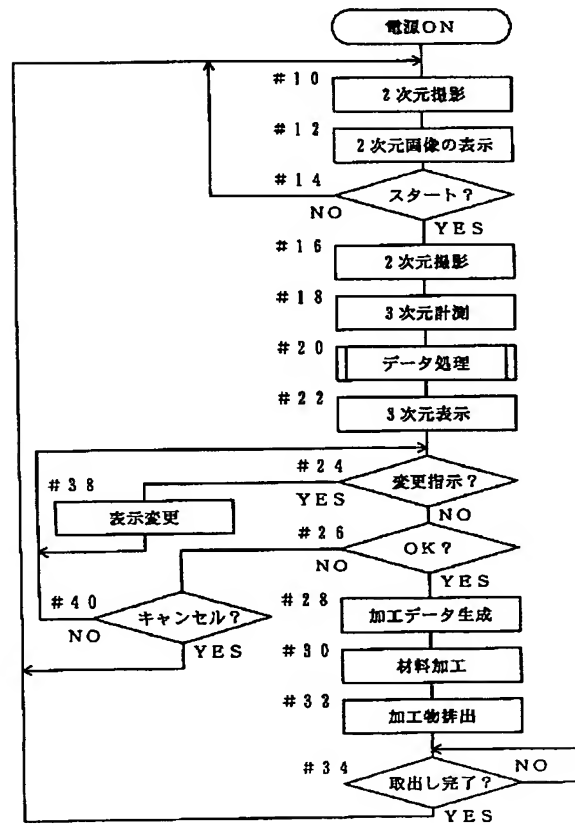 電源ON
#10
2次元撮影
#12
2次元画像の表示
#14
スタート?
NO
YES
#16
2次元撮影
#18
3次元計測
#20
データ処理
#22
3次元表示
#24
変更指示?
#38
YES
NO
表示変更
#26
OK?
NO
YES
#40
キャンセル?
NO
YES
#28
加工データ生成
#30
材料加工
#32
加工物排出
#34
取出し完了?
NO
YES